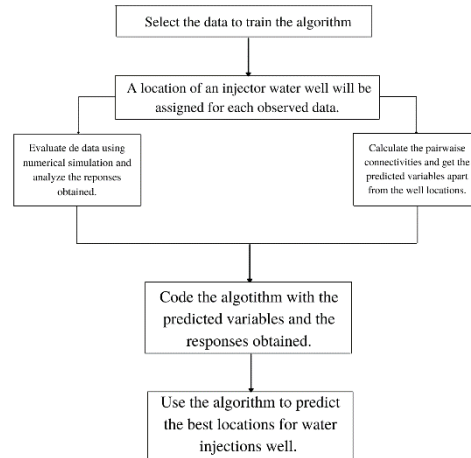 Select the data to train the algorithm
A location of an injector water well will be
assigned for each observed data.
Evaluate de data using
numerical simulation and
analyze the reponses
obtained.
Calculate the pairwaise
connectivities and get the
predicted variables apart
from the well locations.
Code the algotithm with the
predicted variables and the
responses obtained.
Use the algorithm to predict
the best locations for water
injections well.